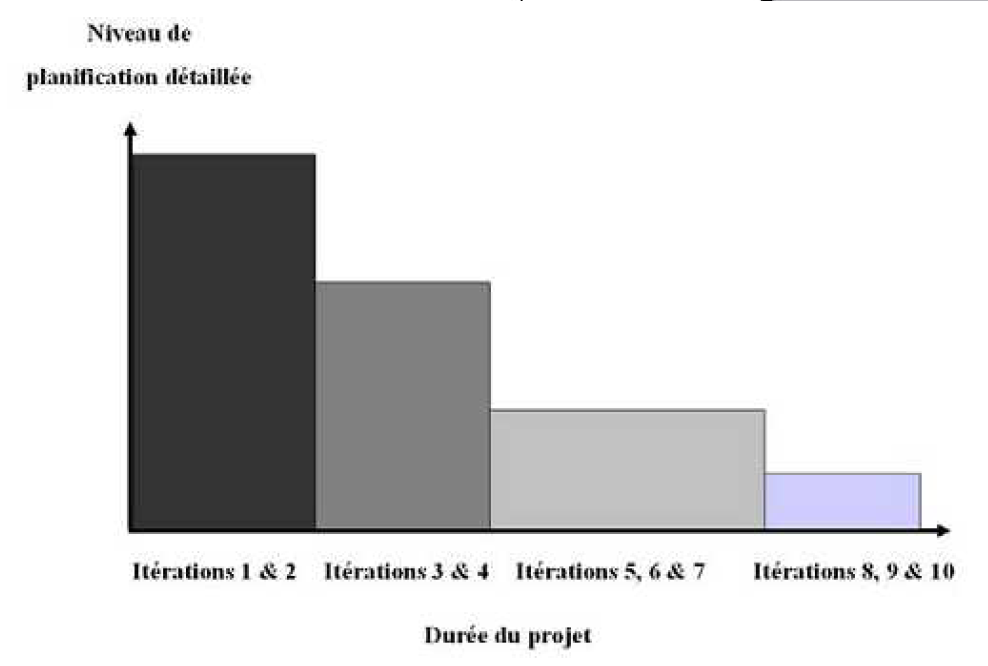 Niveau de
planification détaillée
Itérations 1 & 2
Itérations 3 & 4
Itérations 5, 6 & 7
Itérations 8, 9 & 10
Durée du projet